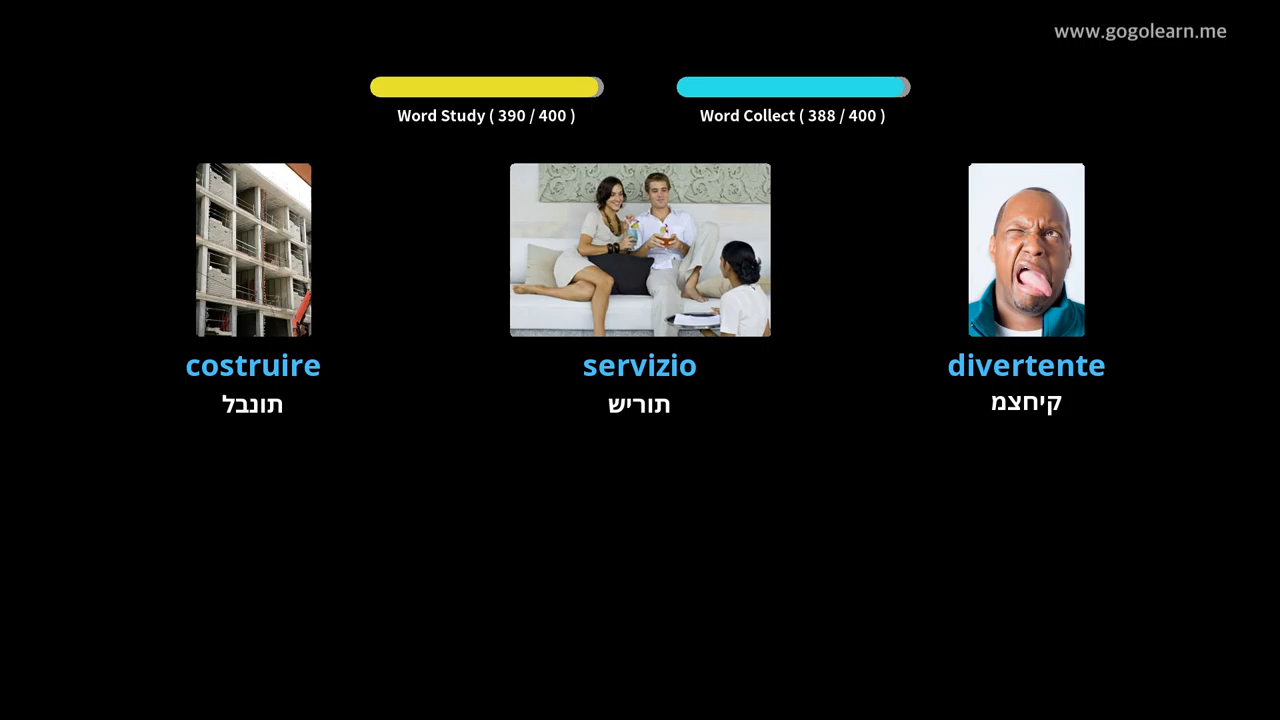 www.gogolearn.me
Word Study ( 390 / 400 )
Word Collect ( 388 / 400 )
costruire
תונבל
servizio
תוריש
divertente
קיחצמ